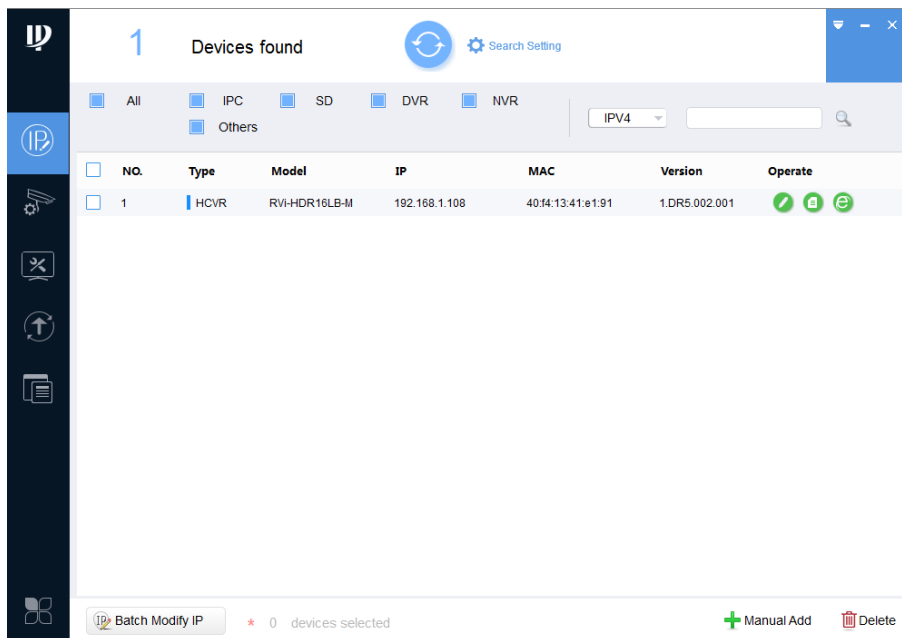 1 Devices found Search Setting
All IPC SD DVR NVR
Others
IPV4
NO. Type Model IP MAC Version Operate
1 HCVR RVi-HDR16LB-M 192.168.1.108 40:f4:13:41:e1:91 1.DR5.002.001
Batch Modify IP * 0 devices selected Manual Add Delete